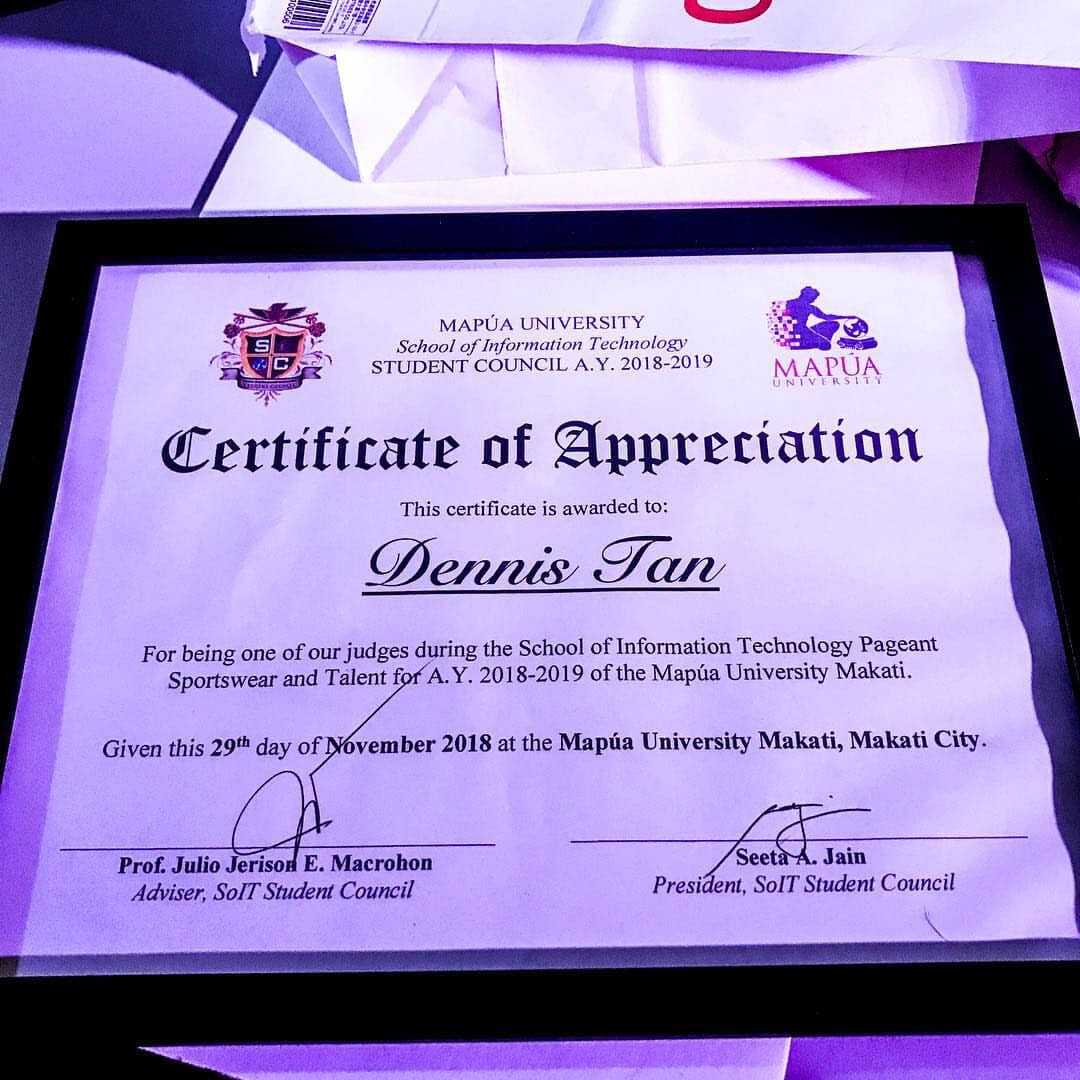 MAPÚA UNIVERSITY
School of Information Technology
STUDENT COUNCIL A.Y. 2018-2019
S
C
MAPÚA
UNIVERSITY
Certificate of Appreciation
This certificate is awarded to:
Dennis Tan
For being one of our judges during the School of Information Technology Pageant
Sportswear and Talent for A.Y. 2018-2019 of the Mapúa University Makati.
Given this 29th day of November 2018 at the Mapúa University Makati, Makati City.
Prof. Julio Jerison E. Macrohon
Adviser, SoIT Student Council
Seeta A. Jain
President, SoIT Student Council